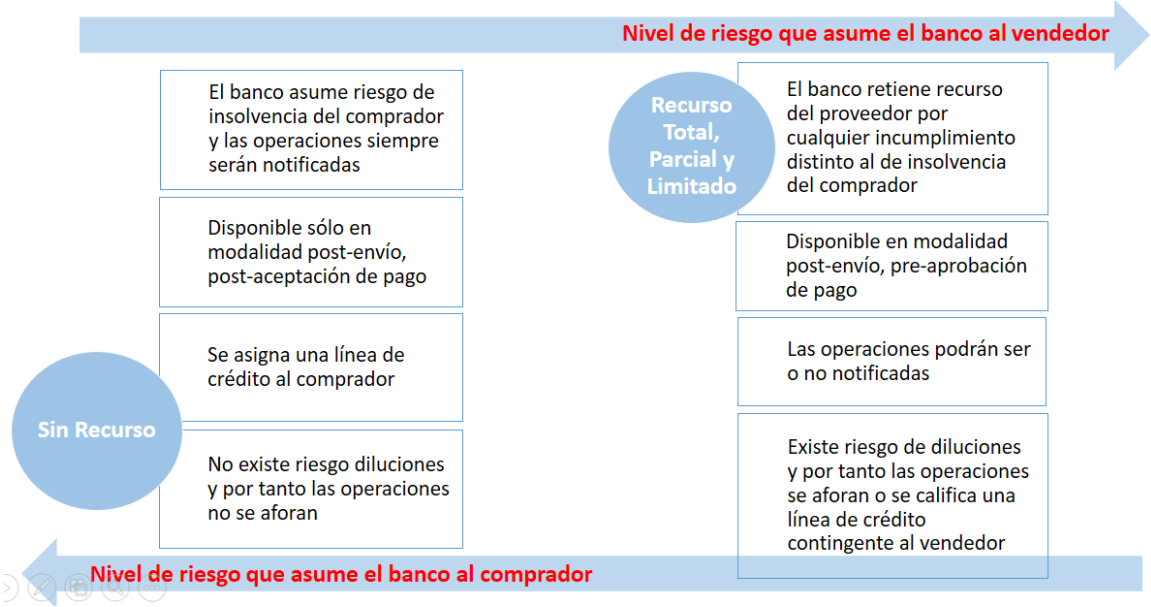 Nivel de riesgo que asume el banco al vendedor
El banco asume riesgo de
insolvencia del comprador
y las operaciones siempre
serán notificadas
Disponible sólo en
modalidad post-envío,
post-aceptación de pago
Se asigna una línea de
crédito al comprador
Sin Recurso
No existe riesgo diluciones
y por tanto las operaciones
no se aforan
Recurso
Total,
Parcial y
Limitado
El banco retiene recurso
del proveedor por
cualquier incumplimiento
distinto al de insolvencia
del comprador
Disponible en modalidad
post-envío, pre-aprobación
de pago
Las operaciones podrán ser
o no notificadas
Existe riesgo de diluciones
y por tanto las operaciones
se aforan o se califica una
línea de crédito
contingente al vendedor
Nivel de riesgo que asume el banco al comprador